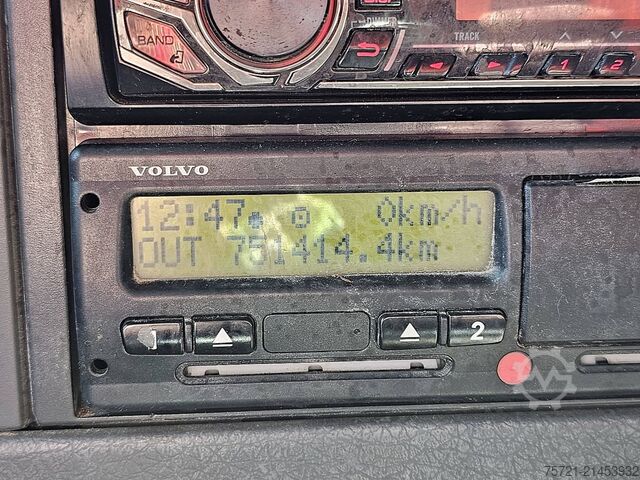 BAND
TRACK
1
2
VOLVO
12:47 0km/h
OUT 751414.4km
1
2
75721-21453932